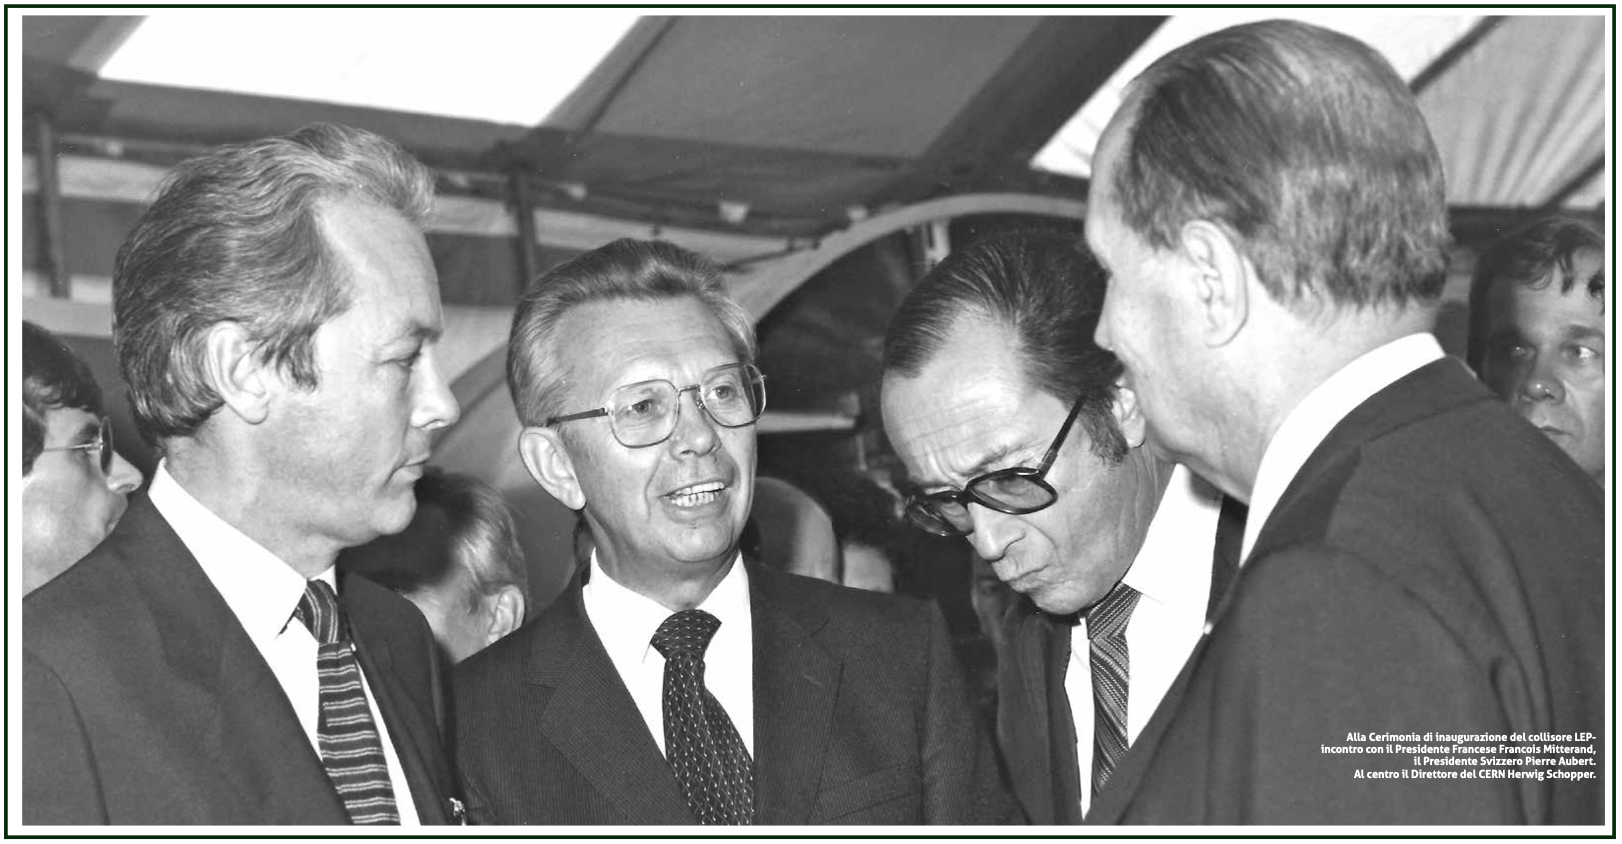 Alla Cerimonia di inaugurazione del collisore LEP-
incontro con il Presidente Francese Francois Mitterand,
il Presidente Svizzero Pierre Aubert.
Al centro il Direttore del CERN Herwig Schopper.